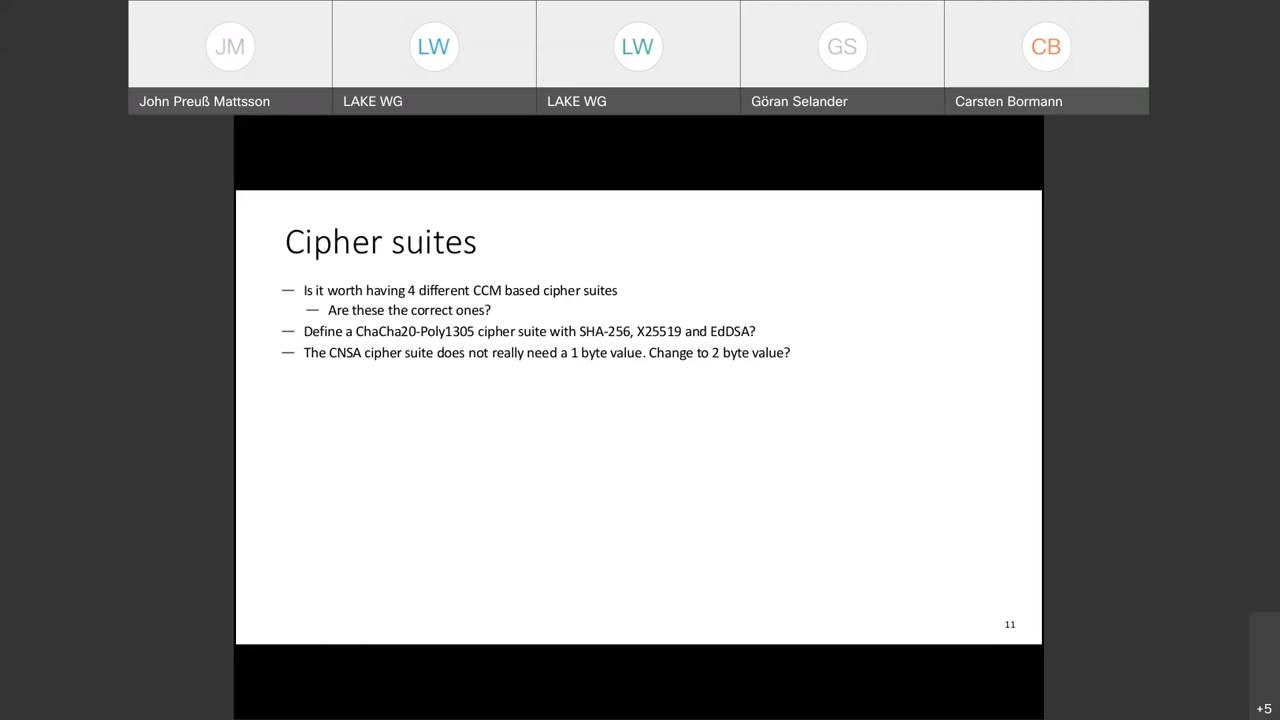 JM
LW
LW
GS
CB
John Preuß Mattsson
LAKE WG
LAKE WG
Göran Selander
Carsten Bormann
Cipher suites
— Is it worth having 4 different CCM based cipher suites
— Are these the correct ones?
— Define a ChaCha20-Poly1305 cipher suite with SHA-256, X25519 and EdDSA?
— The CNSA cipher suite does not really need a 1 byte value. Change to 2 byte value?
11
+5